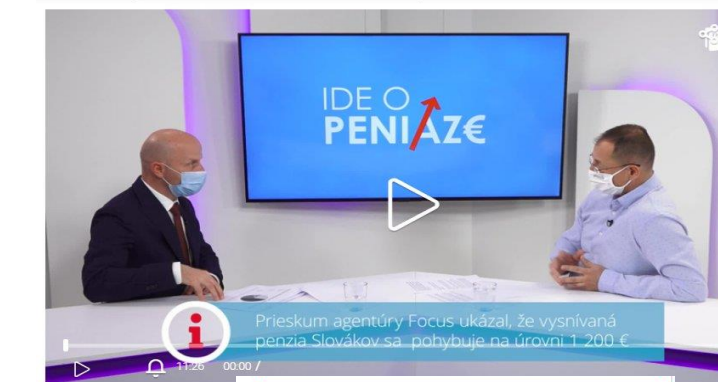 IDE O
PENIAZ€
i
Prieskum agentúry Focus ukázal, že vysnívaná
penzia Slovákov sa pohybuje na úrovni 1 200 €
11:26 00:00 /